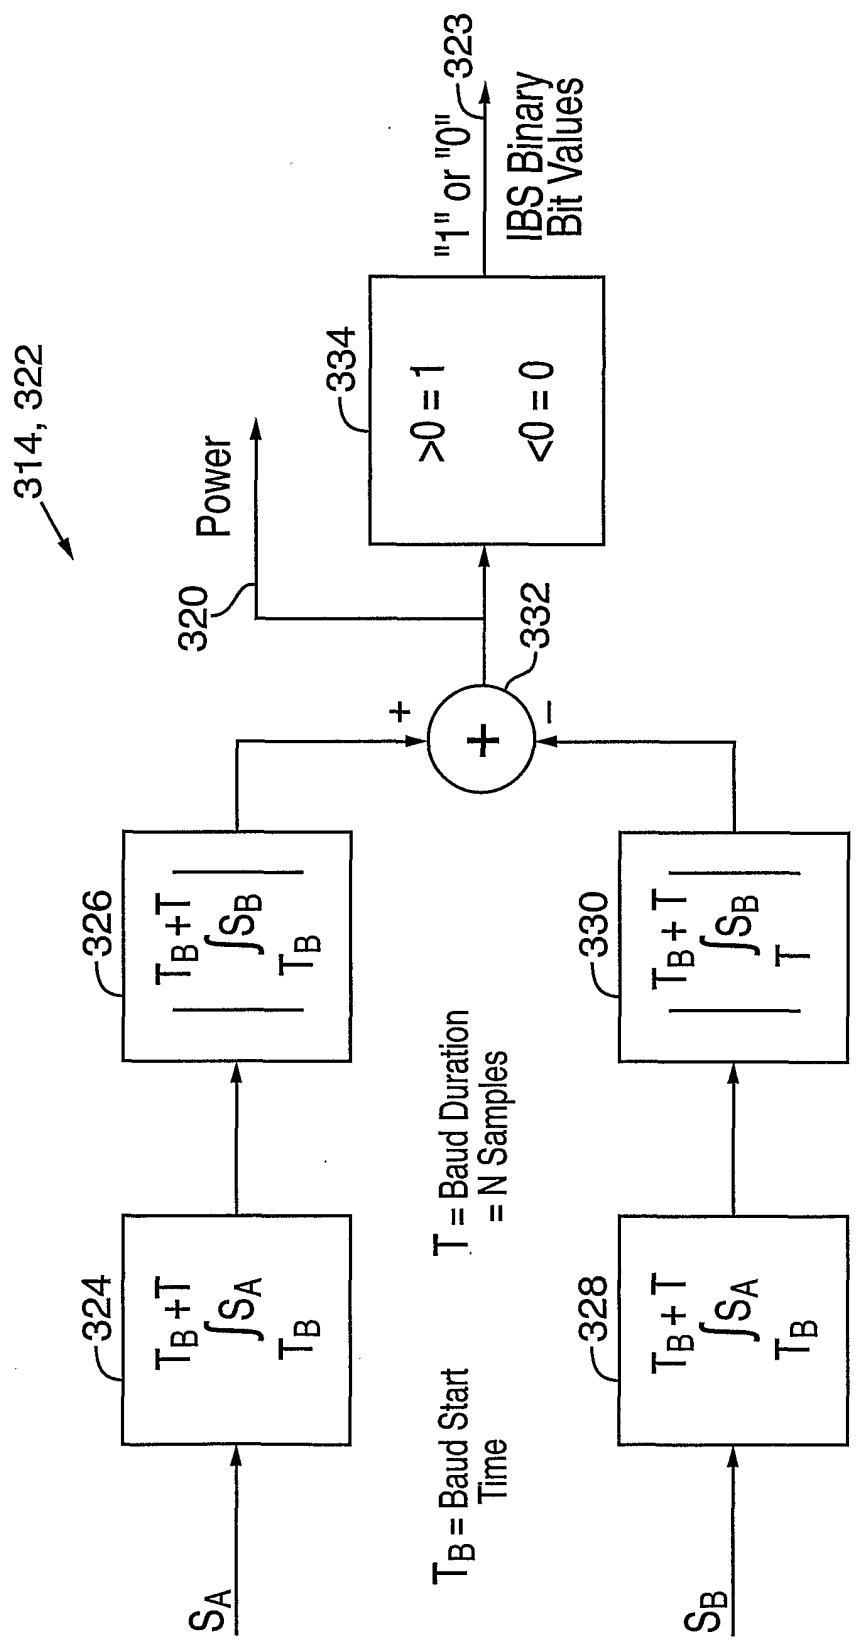 314, 322
320
Power
324
T_B + T
∫S_A
T_B
326
T_B + T
|∫S_B|
T_B
S_A
+
+
−
332
334
>0 = 1
<0 = 0
"1" or "0"
323
IBS Binary
Bit Values
T_B = Baud Start
Time
T = Baud Duration
= N Samples
S_B
328
T_B + T
∫S_A
T_B
330
T_B + T
|∫S_B|
T